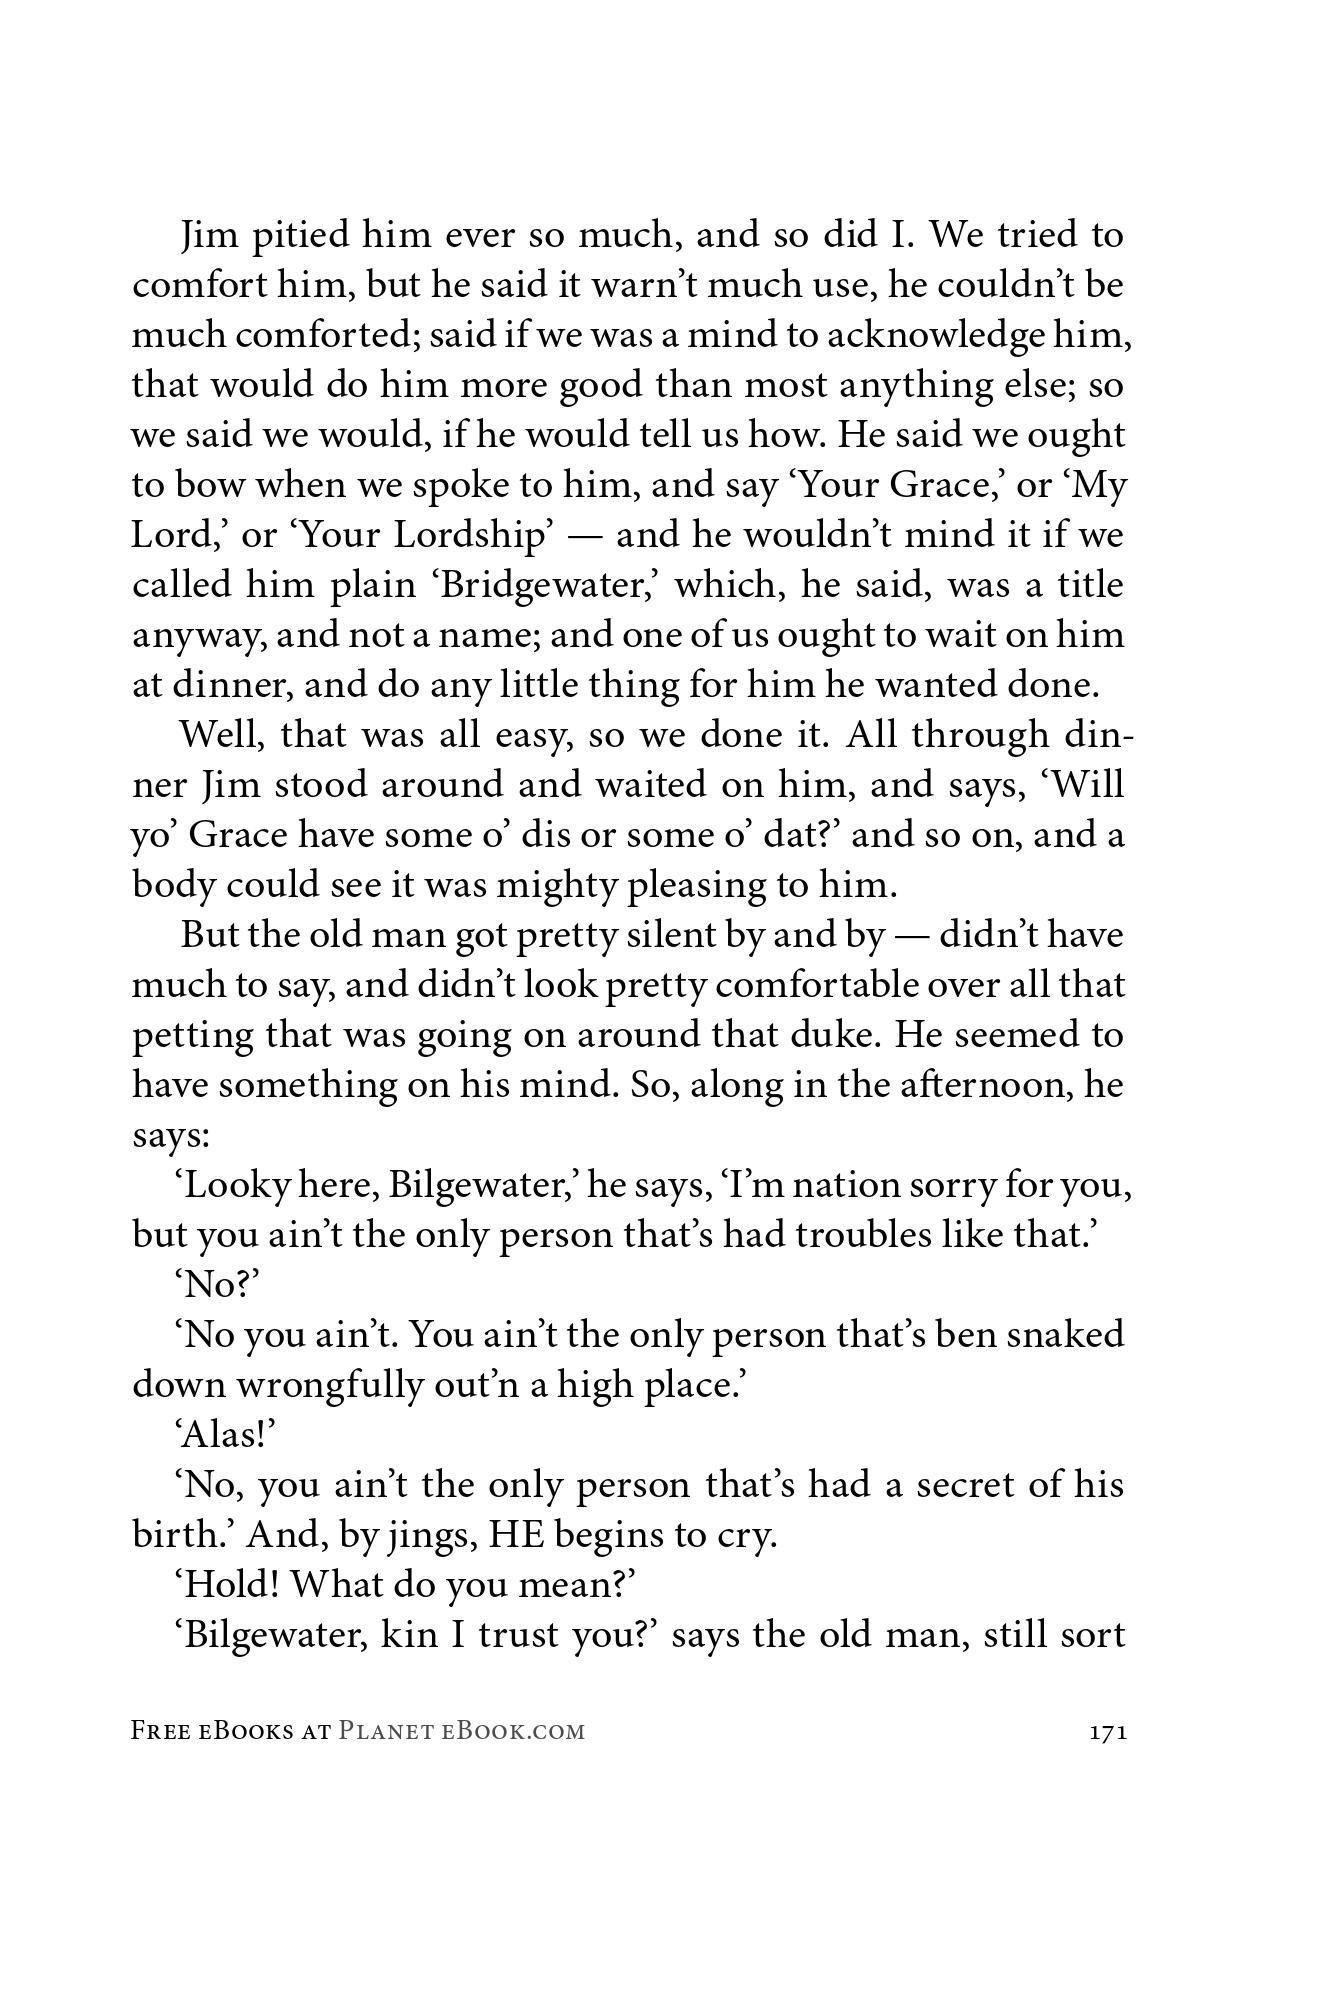 Jim pitied him ever so much, and so did I. We tried to
comfort him, but he said it warn’t much use, he couldn’t be
much comforted; said if we was a mind to acknowledge him,
that would do him more good than most anything else; so
we said we would, if he would tell us how. He said we ought
to bow when we spoke to him, and say ‘Your Grace,’ or ‘My
Lord,’ or ‘Your Lordship’ — and he wouldn’t mind it if we
called him plain ‘Bridgewater,’ which, he said, was a title
anyway, and not a name; and one of us ought to wait on him
at dinner, and do any little thing for him he wanted done.
Well, that was all easy, so we done it. All through din-
ner Jim stood around and waited on him, and says, ‘Will
yo’ Grace have some o’ dis or some o’ dat?’ and so on, and a
body could see it was mighty pleasing to him.
But the old man got pretty silent by and by — didn’t have
much to say, and didn’t look pretty comfortable over all that
petting that was going on around that duke. He seemed to
have something on his mind. So, along in the afternoon, he
says:
‘Looky here, Bilgewater,’ he says, ‘I’m nation sorry for you,
but you ain’t the only person that’s had troubles like that.’
‘No?’
‘No you ain’t. You ain’t the only person that’s ben snaked
down wrongfully out’n a high place.’
‘Alas!’
‘No, you ain’t the only person that’s had a secret of his
birth.’ And, by jings, HE begins to cry.
‘Hold! What do you mean?’
‘Bilgewater, kin I trust you?’ says the old man, still sort
Free eBooks at Planet eBook.com 171